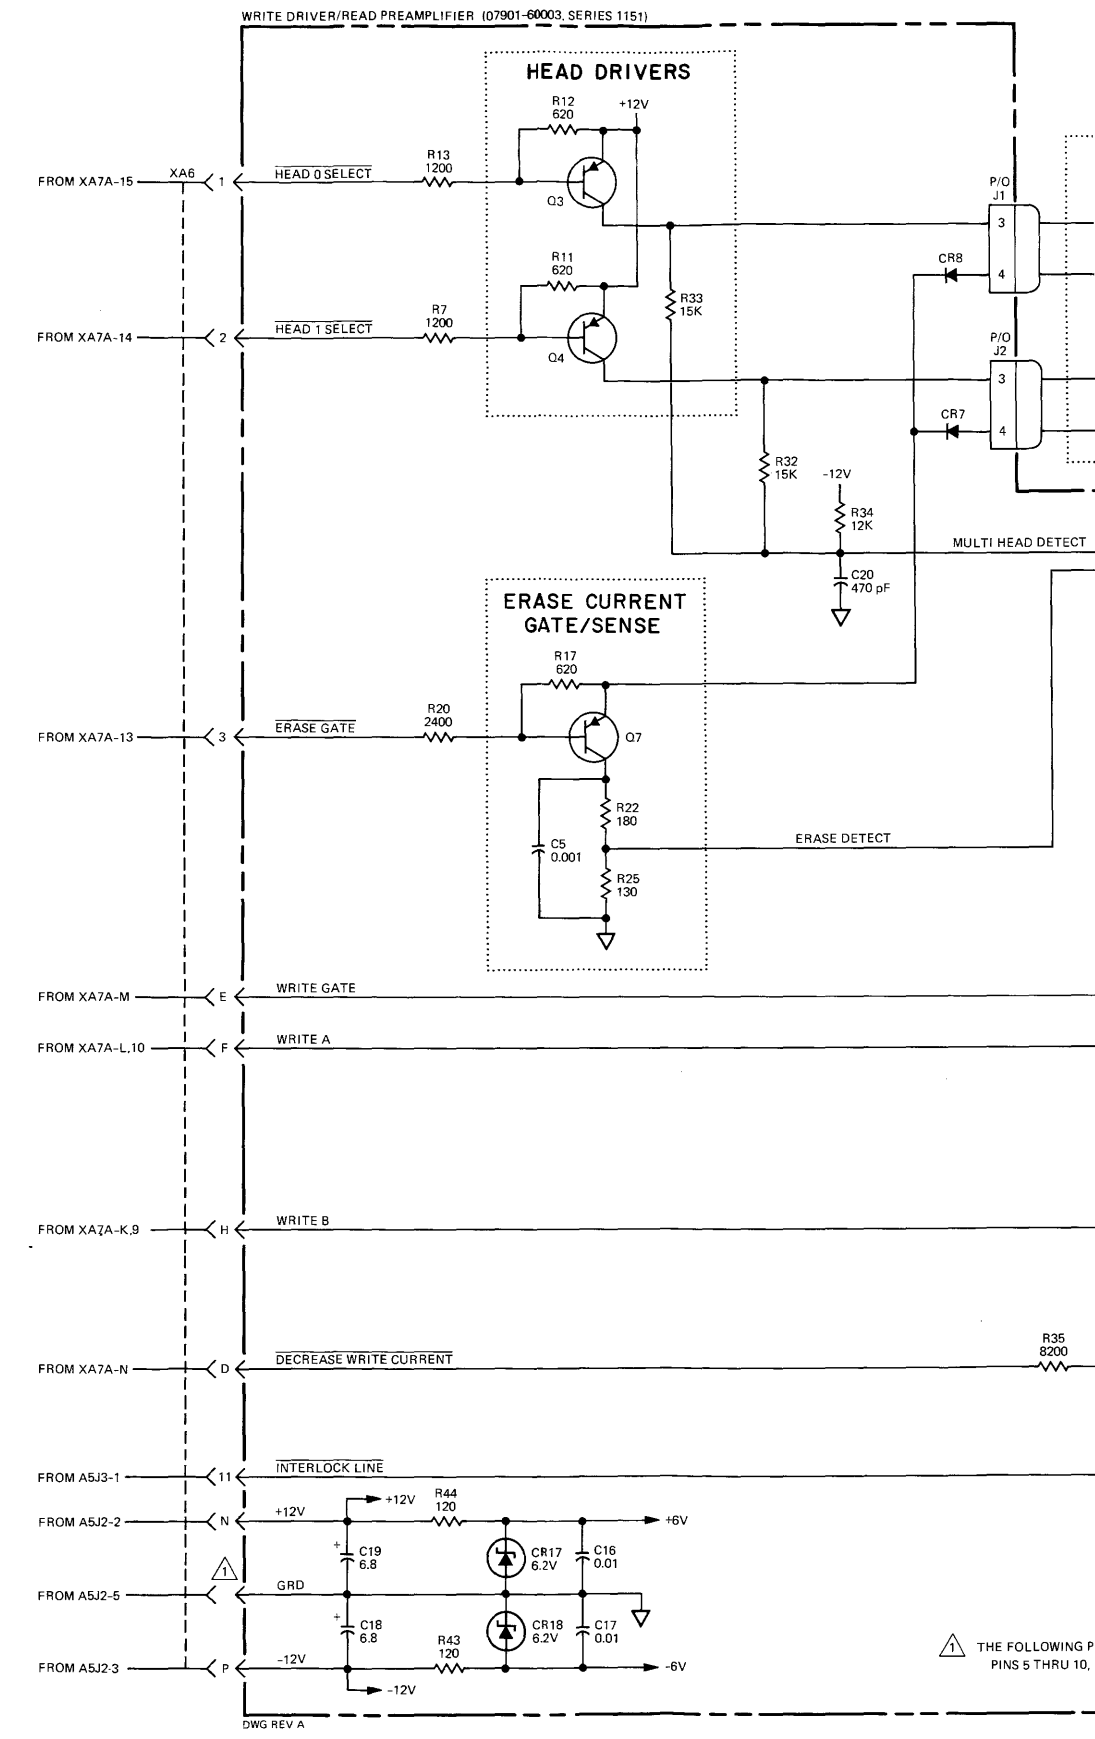 WRITE DRIVER/READ PREAMPLIFIER (07901-60003, SERIES 1151)
HEAD DRIVERS
R12
620
+12V
R13
1200
FROM XA7A-15
XA6
1
HEAD 0 SELECT
Q3
P/O
J1
3
CR8
4
R11
620
R33
15K
R7
1200
FROM XA7A-14
2
HEAD 1 SELECT
Q4
P/O
J2
3
CR7
4
R32
15K
-12V
R34
12K
MULTI HEAD DETECT
C20
470 pF
ERASE CURRENT
GATE/SENSE
R17
620
R20
2400
FROM XA7A-13
3
ERASE GATE
Q7
R22
180
C5
0.001
ERASE DETECT
R25
130
FROM XA7A-M
E
WRITE GATE
FROM XA7A-L,10
F
WRITE A
FROM XA7A-K,9
H
WRITE B
R35
8200
FROM XA7A-N
D
DECREASE WRITE CURRENT
FROM A5J3-1
11
INTERLOCK LINE
+12V
R44
120
FROM A5J2-2
N
+12V
+6V
+
C19
6.8
CR17
6.2V
C16
0.01
1
FROM A5J2-5
GRD
+
C18
6.8
CR18
6.2V
C17
0.01
R43
120
FROM A5J2-3
P
-12V
-6V
-12V
1
THE FOLLOWING P
PINS 5 THRU 10,
DWG REV A